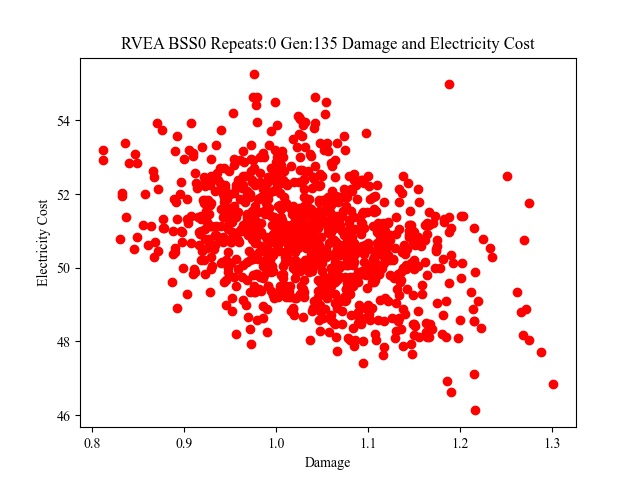 RVEA BSS0 Repeats:0 Gen:135 Damage and Electricity Cost
54
52
50
48
46
Electricity Cost
0.8 0.9 1.0 1.1 1.2 1.3
Damage